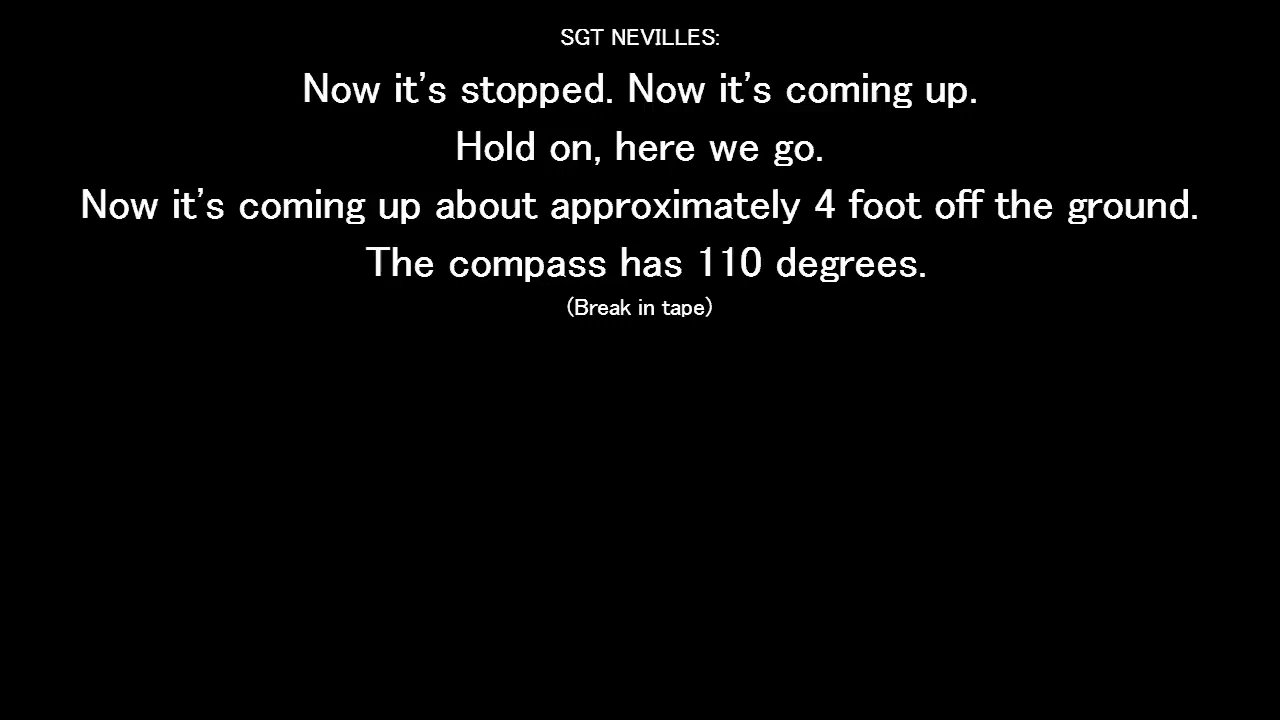 SGT NEVILLES:
Now it's stopped. Now it's coming up.
Hold on, here we go.
Now it's coming up about approximately 4 foot off the ground.
The compass has 110 degrees.
(Break in tape)